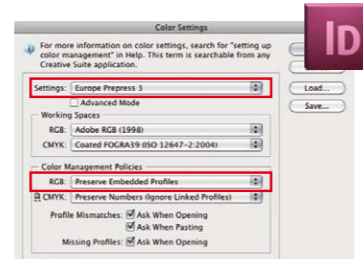 Color Settings
For more information on color settings, search for "setting up
color management" in Help. This term is searchable from any
Creative Suite application.
ID
Settings: Europe Prepress 3
Load...
Advanced Mode
Save...
Working Spaces
RGB: Adobe RGB (1998)
CMYK: Coated FOGRA39 (ISO 12647-2:2004)
Color Management Policies
RGB: Preserve Embedded Profiles
CMYK: Preserve Numbers (Ignore Linked Profiles)
Profile Mismatches: Ask When Opening
Ask When Pasting
Missing Profiles: Ask When Opening